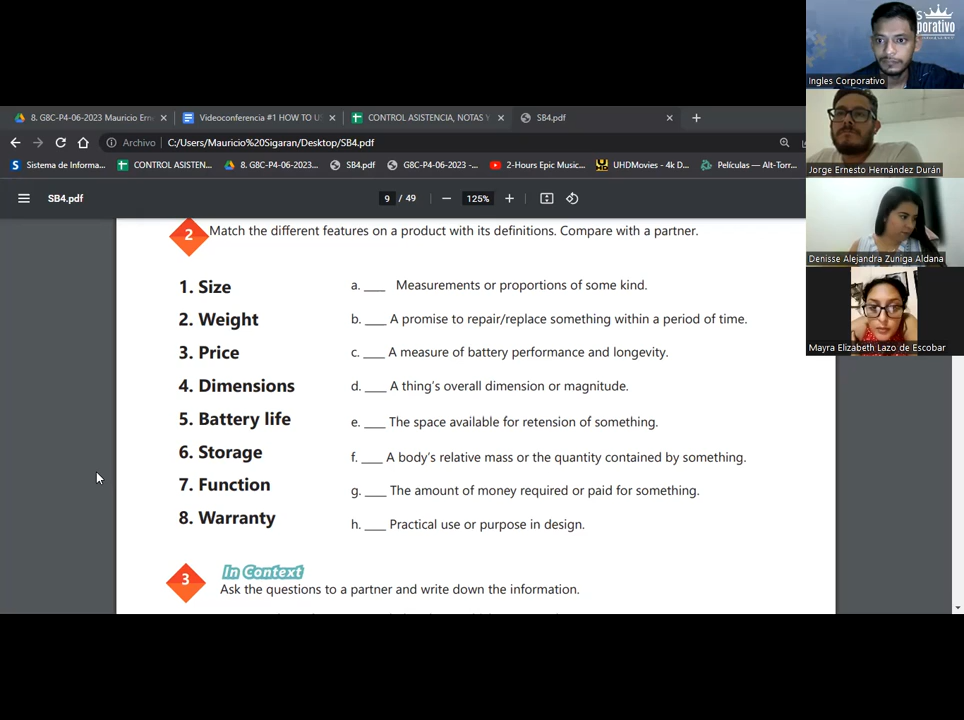 S
porativo
Ingles Corporativo
8. G8C-P4-06-2023 Mauricio Ern
Videoconferencia #1 HOW TO U
CONTROL ASISTENCIA, NOTAS
SB4.pdf
Archivo
C:/Users/Mauricio%20Sigaran/Desktop/SB4.pdf
Sistema de Informa...
CONTROL ASISTEN...
8. G8C-P4-06-2023...
SB4.pdf
G8C-P4-06-2023 -...
2-Hours Epic Music...
UHDMovies - 4k D...
Películas — Alt-Torr...
Jorge Ernesto Hernández Durán
SB4.pdf
9 / 49
125%
2
Match the different features on a product with its definitions. Compare with a partner.
Denisse Alejandra Zuniga Aldana
1. Size
a. ___ Measurements or proportions of some kind.
2. Weight
b. ___ A promise to repair/replace something within a period of time.
Mayra Elizabeth Lazo de Escobar
3. Price
c. ___ A measure of battery performance and longevity.
4. Dimensions
d. ___ A thing's overall dimension or magnitude.
5. Battery life
e. ___ The space available for retension of something.
6. Storage
f. ___ A body's relative mass or the quantity contained by something.
7. Function
g. ___ The amount of money required or paid for something.
8. Warranty
h. ___ Practical use or purpose in design.
3
In Context
Ask the questions to a partner and write down the information.